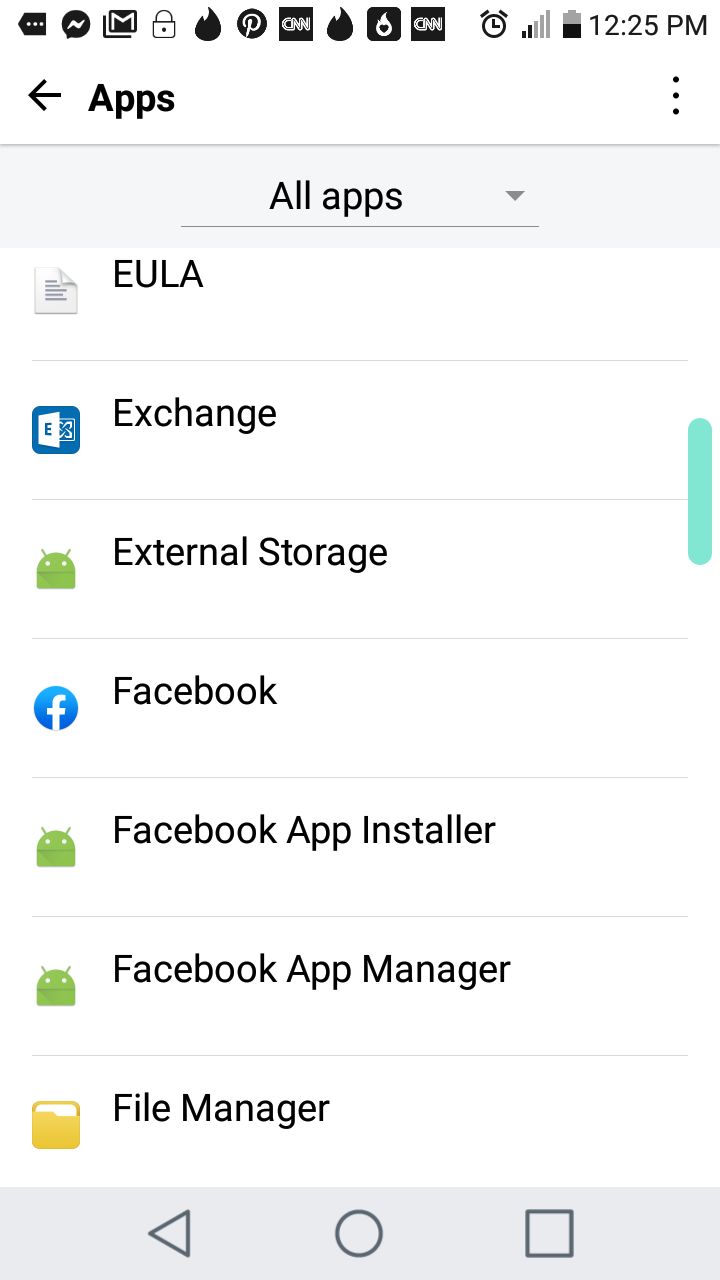 CNN CNN 12:25 PM
Apps
All apps
EULA
Exchange
External Storage
Facebook
Facebook App Installer
Facebook App Manager
File Manager